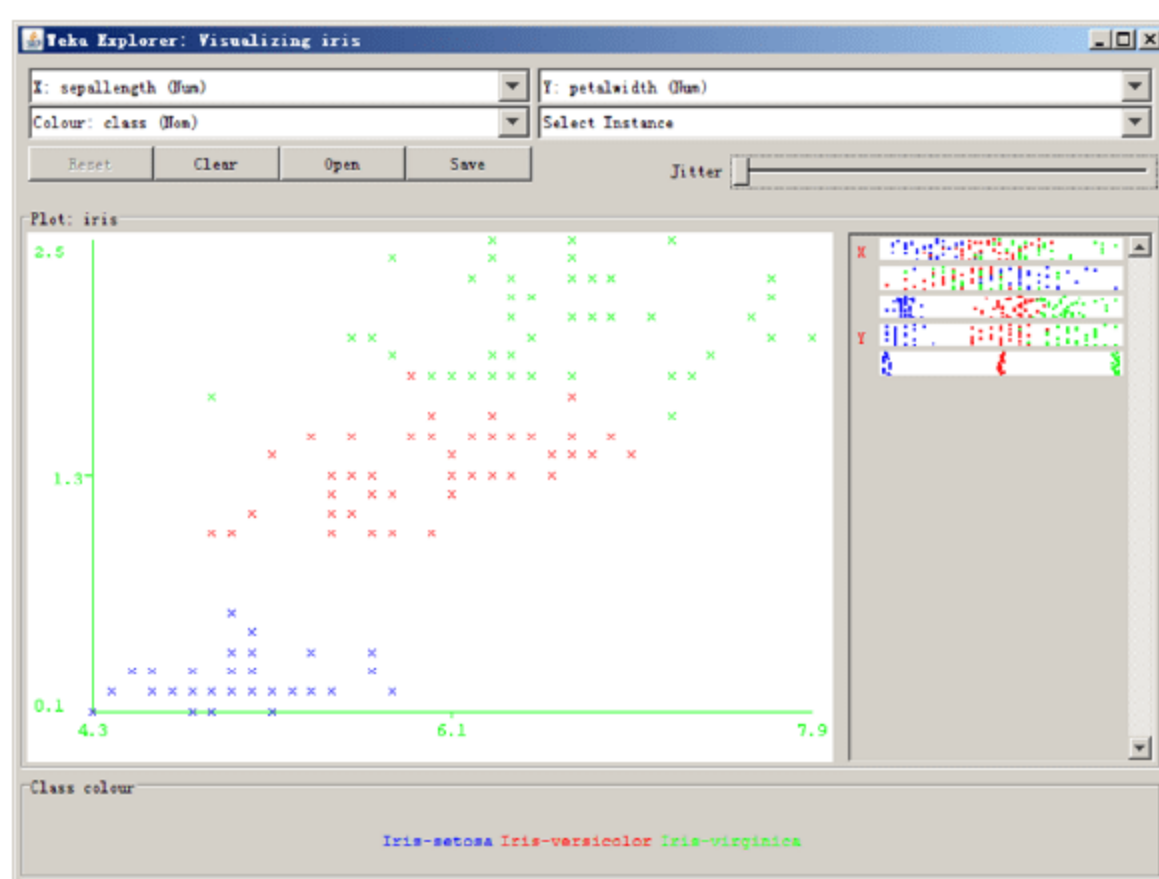 Weka Explorer: Visualizing iris
X: sepallength (Num) Y: petalwidth (Num)
Colour: class (Nom) Select Instance
Reset Clear Open Save Jitter
Plot: iris
2.5
1.3
0.1
4.3 6.1 7.9
X
Y
Class colour
Iris-setosa Iris-versicolor Iris-virginica